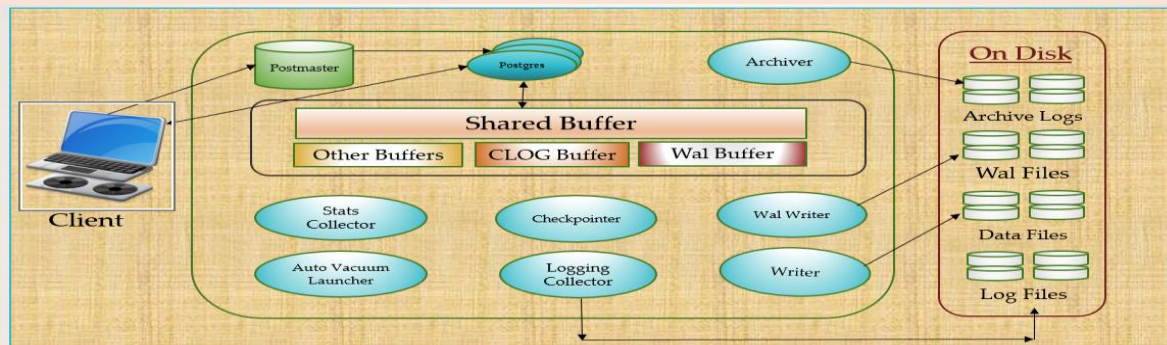 Postmaster
Postgres
Archiver
On Disk
Archive Logs
Shared Buffer
Other Buffers
CLOG Buffer
Wal Buffer
Wal Files
Client
Stats
Collector
Checkpointer
Wal Writer
Data Files
Auto Vacuum
Launcher
Logging
Collector
Writer
Log Files